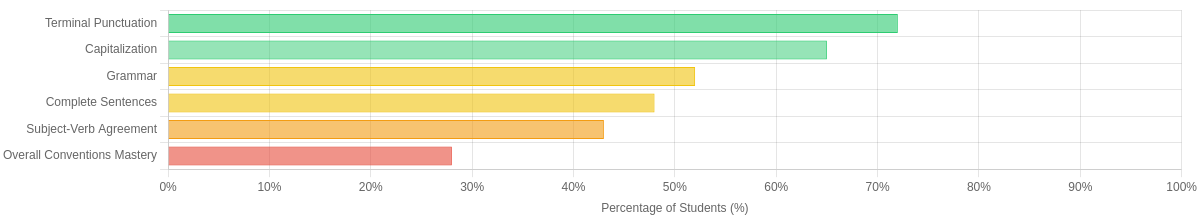 Terminal Punctuation
Capitalization
Grammar
Complete Sentences
Subject-Verb Agreement
Overall Conventions Mastery
0% 10% 20% 30% 40% 50% 60% 70% 80% 90% 100%
Percentage of Students (%)